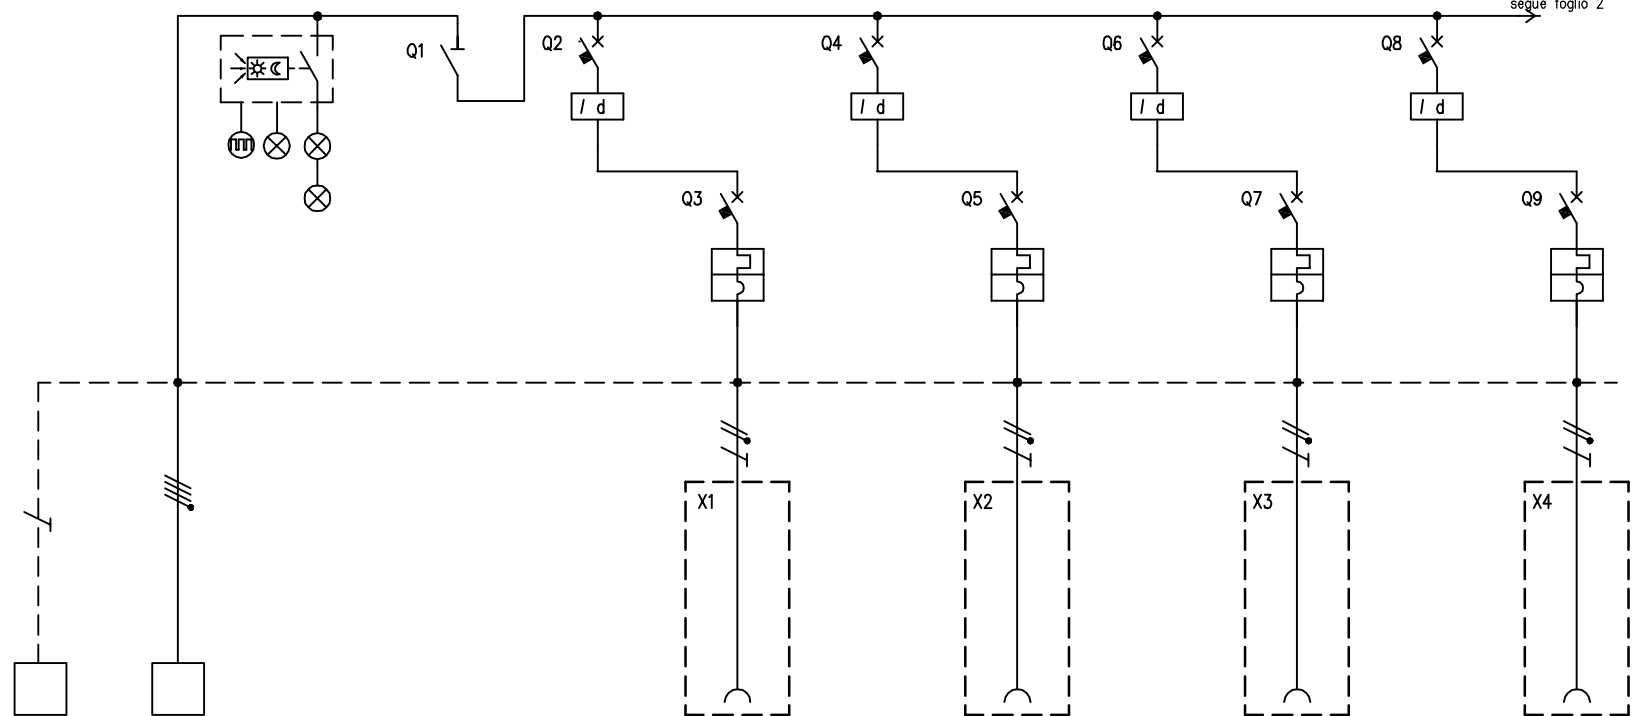 segue foglio 2
Q1
Q2
Q4
Q6
Q8
I d
I d
I d
I d
Q3
Q5
Q7
Q9
X1
X2
X3
X4